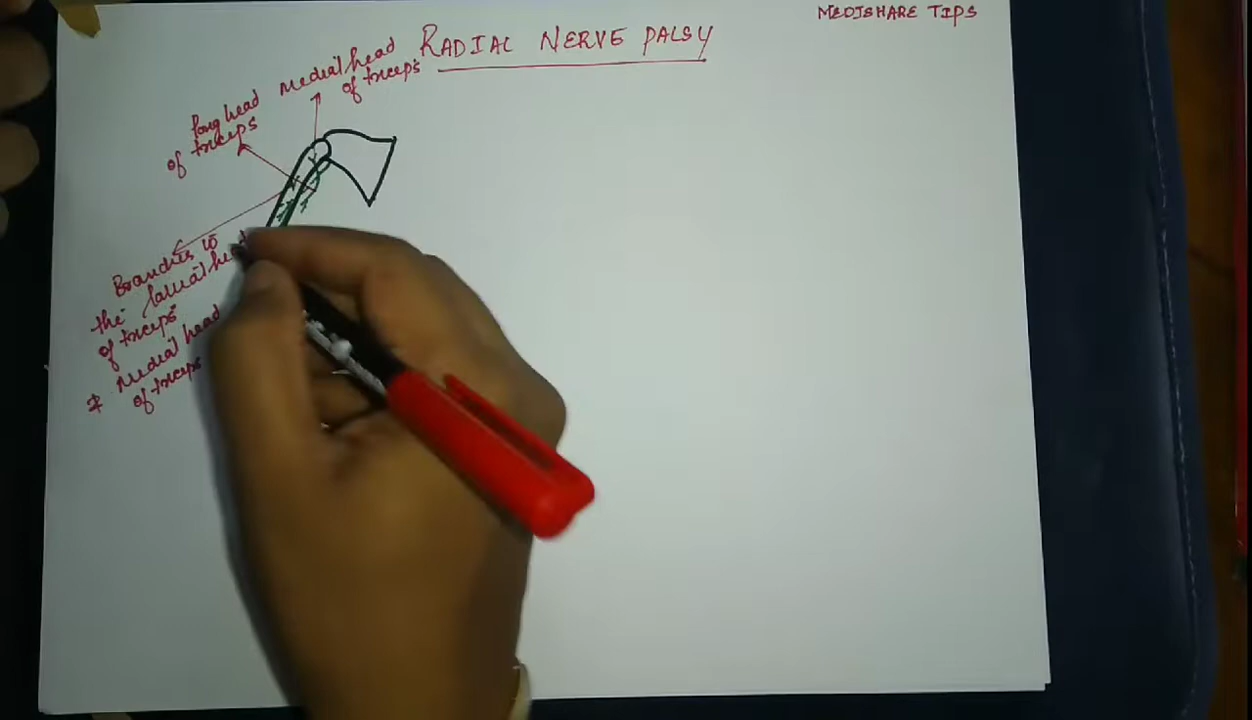 MEDISHARE TIPS
RADIAL NERVE PALSY
Medial head
of triceps
long head
of triceps
Branches to
the lateral he
of triceps
* Medial head
of triceps